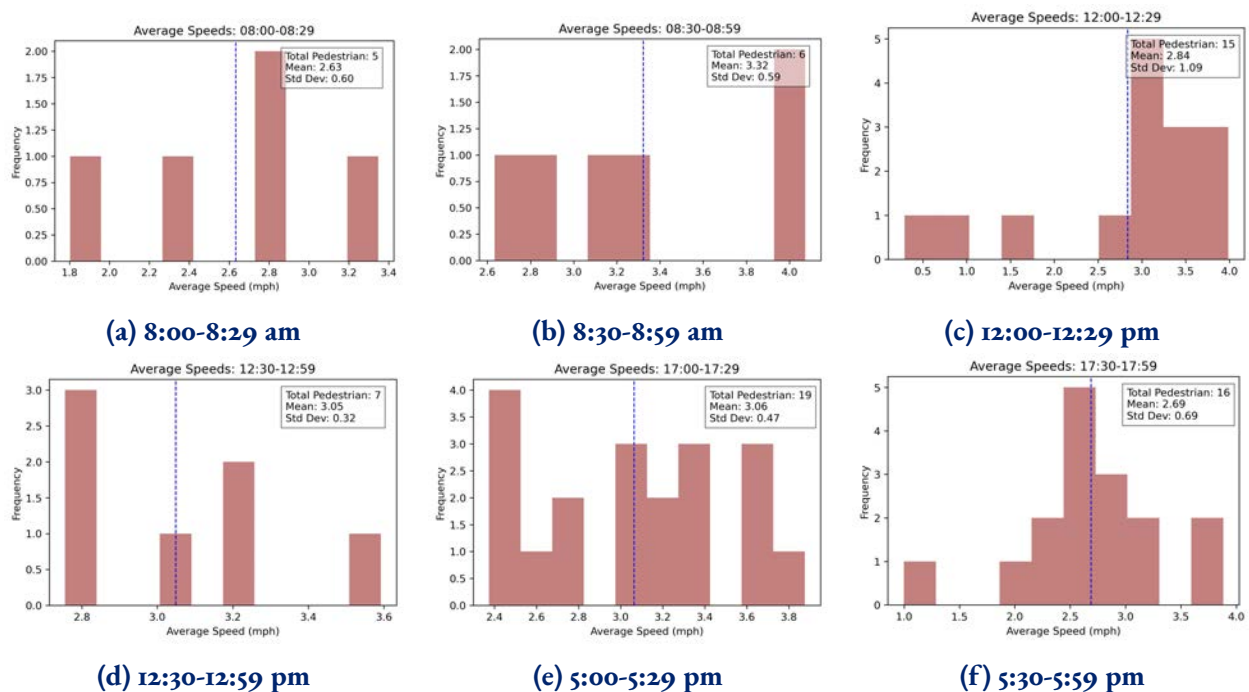 Average Speeds: 08:00-08:29
Total Pedestrian: 5
Mean: 2.63
Std Dev: 0.60
Frequency
2.00
1.75
1.50
1.25
1.00
0.75
0.50
0.25
0.00
1.8 2.0 2.2 2.4 2.6 2.8 3.0 3.2 3.4
Average Speed (mph)
(a) 8:00-8:29 am
Average Speeds: 08:30-08:59
Total Pedestrian: 6
Mean: 3.32
Std Dev: 0.59
Frequency
2.00
1.75
1.50
1.25
1.00
0.75
0.50
0.25
0.00
2.6 2.8 3.0 3.2 3.4 3.6 3.8 4.0
Average Speed (mph)
(b) 8:30-8:59 am
Average Speeds: 12:00-12:29
Total Pedestrian: 15
Mean: 2.84
Std Dev: 1.09
Frequency
5
4
3
2
1
0
0.5 1.0 1.5 2.0 2.5 3.0 3.5 4.0
Average Speed (mph)
(c) 12:00-12:29 pm
Average Speeds: 12:30-12:59
Total Pedestrian: 7
Mean: 3.05
Std Dev: 0.32
Frequency
3.0
2.5
2.0
1.5
1.0
0.5
0.0
2.8 3.0 3.2 3.4 3.6
Average Speed (mph)
(d) 12:30-12:59 pm
Average Speeds: 17:00-17:29
Total Pedestrian: 19
Mean: 3.06
Std Dev: 0.47
Frequency
4.0
3.5
3.0
2.5
2.0
1.5
1.0
0.5
0.0
2.4 2.6 2.8 3.0 3.2 3.4 3.6 3.8
Average Speed (mph)
(e) 5:00-5:29 pm
Average Speeds: 17:30-17:59
Total Pedestrian: 16
Mean: 2.69
Std Dev: 0.69
Frequency
5
4
3
2
1
0
1.0 1.5 2.0 2.5 3.0 3.5 4.0
Average Speed (mph)
(f) 5:30-5:59 pm